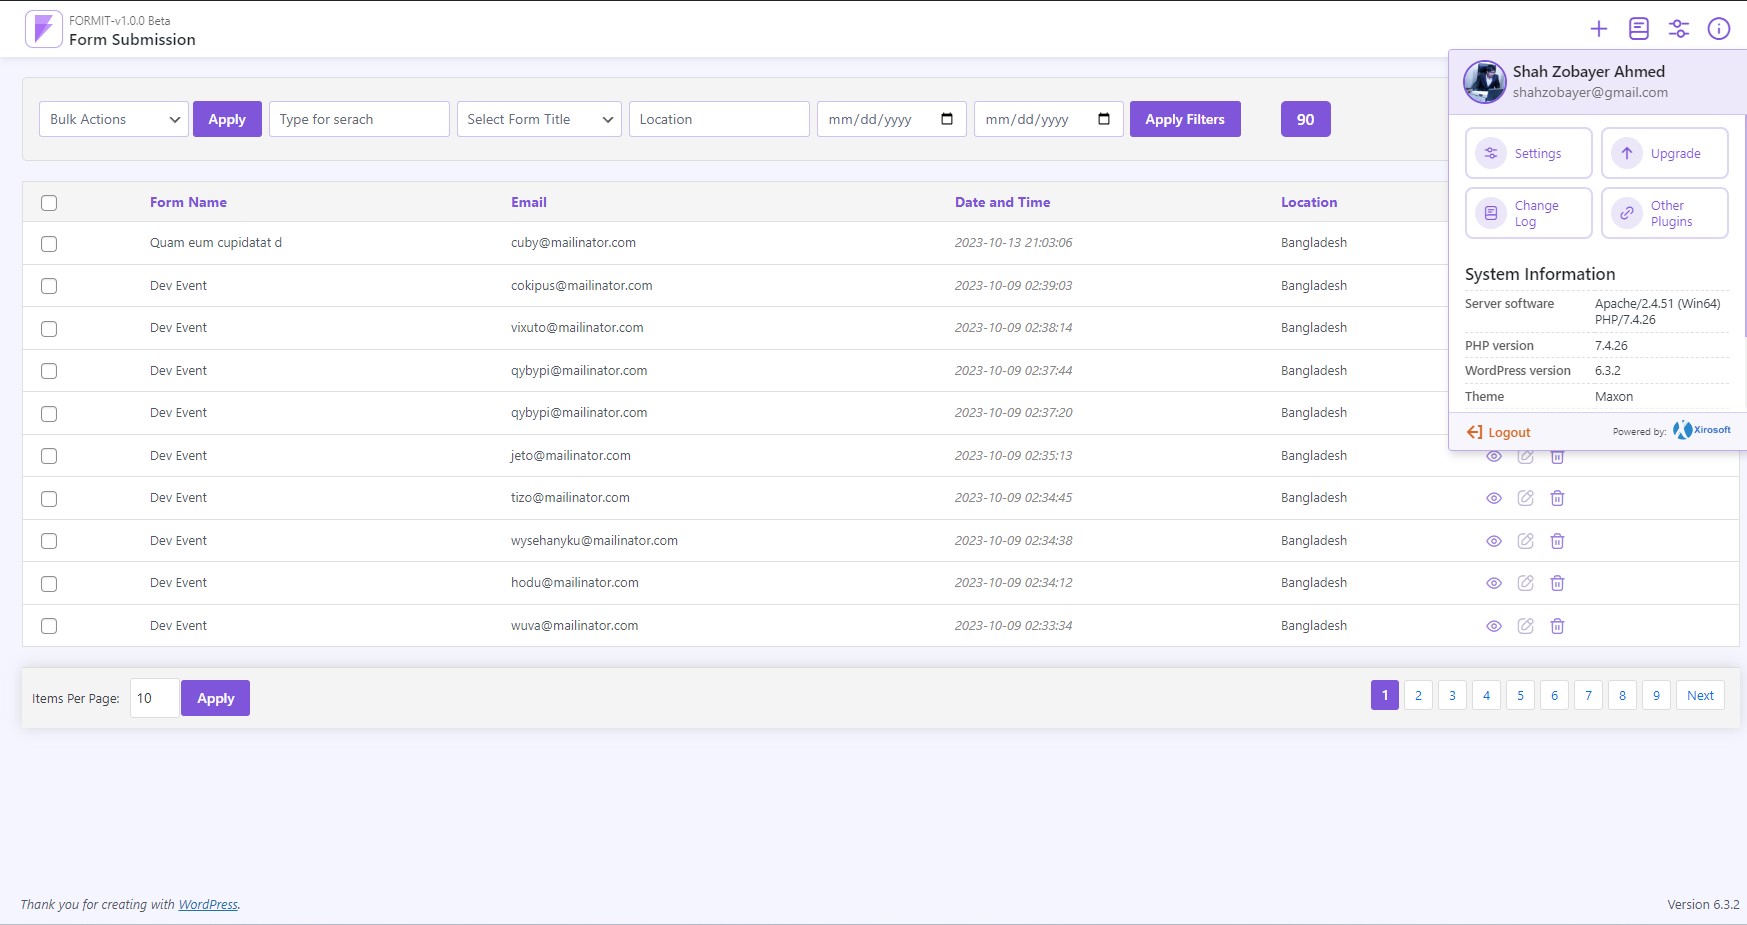 FORMIT-v1.0.0 Beta
Form Submission
Shah Zobayer Ahmed
shahzobayer@gmail.com
Bulk Actions Apply Type for serach Select Form Title Location mm/dd/yyyy mm/dd/yyyy Apply Filters 90
Settings Upgrade
Change Log Other Plugins
System Information
Server software Apache/2.4.51 (Win64) PHP/7.4.26
PHP version 7.4.26
WordPress version 6.3.2
Theme Maxon
Logout Powered by: Xirosoft
Form Name Email Date and Time Location
Quam eum cupidatat d cuby@mailinator.com 2023-10-13 21:03:06 Bangladesh
Dev Event cokipus@mailinator.com 2023-10-09 02:39:03 Bangladesh
Dev Event vixuto@mailinator.com 2023-10-09 02:38:14 Bangladesh
Dev Event qybypi@mailinator.com 2023-10-09 02:37:44 Bangladesh
Dev Event qybypi@mailinator.com 2023-10-09 02:37:20 Bangladesh
Dev Event jeto@mailinator.com 2023-10-09 02:35:13 Bangladesh
Dev Event tizo@mailinator.com 2023-10-09 02:34:45 Bangladesh
Dev Event wysehanyku@mailinator.com 2023-10-09 02:34:38 Bangladesh
Dev Event hodu@mailinator.com 2023-10-09 02:34:12 Bangladesh
Dev Event wuva@mailinator.com 2023-10-09 02:33:34 Bangladesh
Items Per Page: 10 Apply 1 2 3 4 5 6 7 8 9 Next
Thank you for creating with WordPress. Version 6.3.2